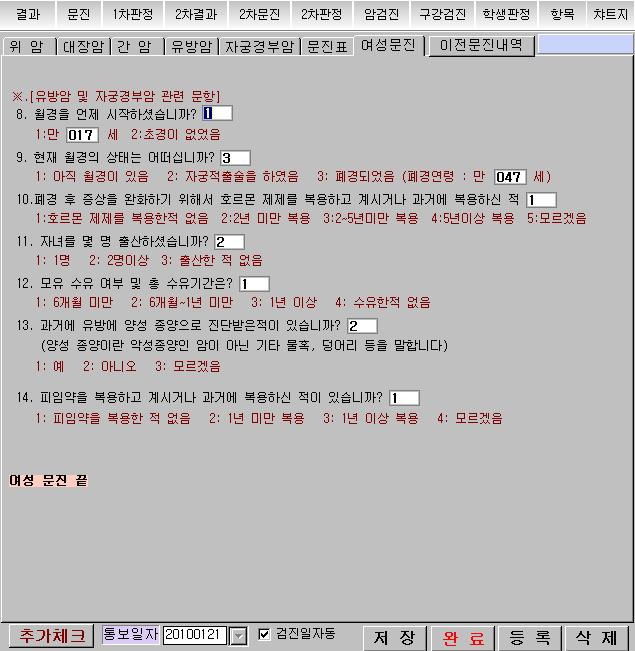 결과 문진 1차판정 2차결과 2차문진 2차판정 암검진 구강검진 학생판정 항목 챠트지
위 암 대장암 간 암 유방암 자궁경부암 문진표 여성문진 이전문진내역
※.[유방암 및 자궁경부암 관련 문항]
8. 월경을 언제 시작하셨습니까? 1
1:만 017 세 2:초경이 없었음
9. 현재 월경의 상태는 어떠십니까? 3
1: 아직 월경이 있음 2: 자궁적출술을 하였음 3: 폐경되었음 (폐경연령 : 만 047 세)
10.폐경 후 증상을 완화하기 위해서 호르몬 제제를 복용하고 계시거나 과거에 복용하신 적 1
1:호르몬 제제를 복용한적 없음 2:2년 미만 복용 3:2~5년미만 복용 4:5년이상 복용 5:모르겠음
11. 자녀를 몇 명 출산하셨습니까? 2
1: 1명 2: 2명이상 3: 출산한 적 없음
12. 모유 수유 여부 및 총 수유기간은? 1
1: 6개월 미만 2: 6개월~1년 미만 3: 1년 이상 4: 수유한적 없음
13. 과거에 유방에 양성 종양으로 진단받은적이 있습니까? 2
(양성 종양이란 악성종양인 암이 아닌 기타 물혹, 덩어리 등을 말합니다)
1: 예 2: 아니오 3: 모르겠음
14. 피임약을 복용하고 계시거나 과거에 복용하신 적이 있습니까? 1
1: 피임약을 복용한 적 없음 2: 1년 미만 복용 3: 1년 이상 복용 4: 모르겠음
여성 문진 끝
추가체크 통보일자 20100121 검진일자동 저 장 완 료 등 록 삭 제